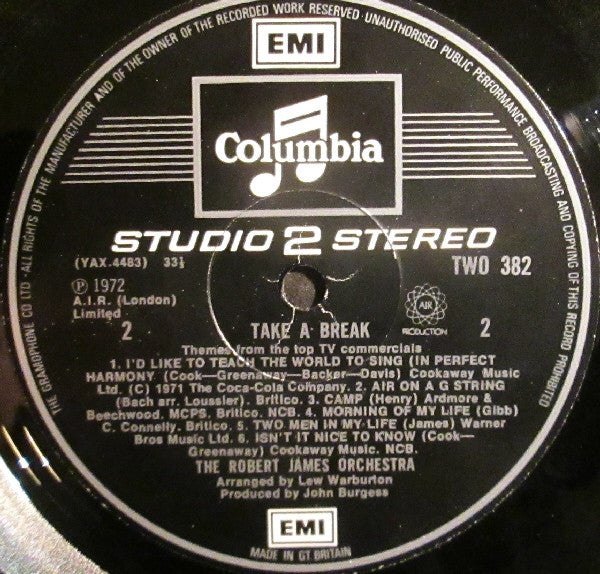 THE GRAMOPHONE CO LTD · ALL RIGHTS OF THE MANUFACTURER AND OF THE OWNER OF THE RECORDED WORK RESERVED · UNAUTHORISED PUBLIC PERFORMANCE BROADCASTING AND COPYING OF THIS RECORD PROHIBITED
EMI
Columbia
STUDIO 2 STEREO
(YAX.4483) 33⅓
TWO 382
Ⓟ 1972
A.I.R. (London)
Limited
AIR
PRODUCTION
2
TAKE A BREAK
2
Themes from the top TV commercials
1. I'D LIKE TO TEACH THE WORLD TO SING (IN PERFECT
HARMONY (Cook—Greenaway—Backer—Davis) Cookaway Music
Ltd. (C) 1971 The Coca-Cola Company. 2. AIR ON A G STRING
(Bach arr. Loussier). Britico. 3. CAMP (Henry) Ardmore &
Beechwood. MCPS. Britico. NCB. 4. MORNING OF MY LIFE (Gibb)
C. Connelly. Britico. 5. TWO MEN IN MY LIFE (James) Warner
Bros Music Ltd. 6. ISN'T IT NICE TO KNOW (Cook—
Greenaway) Cookaway Music. NCB.
THE ROBERT JAMES ORCHESTRA
Arranged by Lew Warburton
Produced by John Burgess
EMI
MADE IN GT. BRITAIN